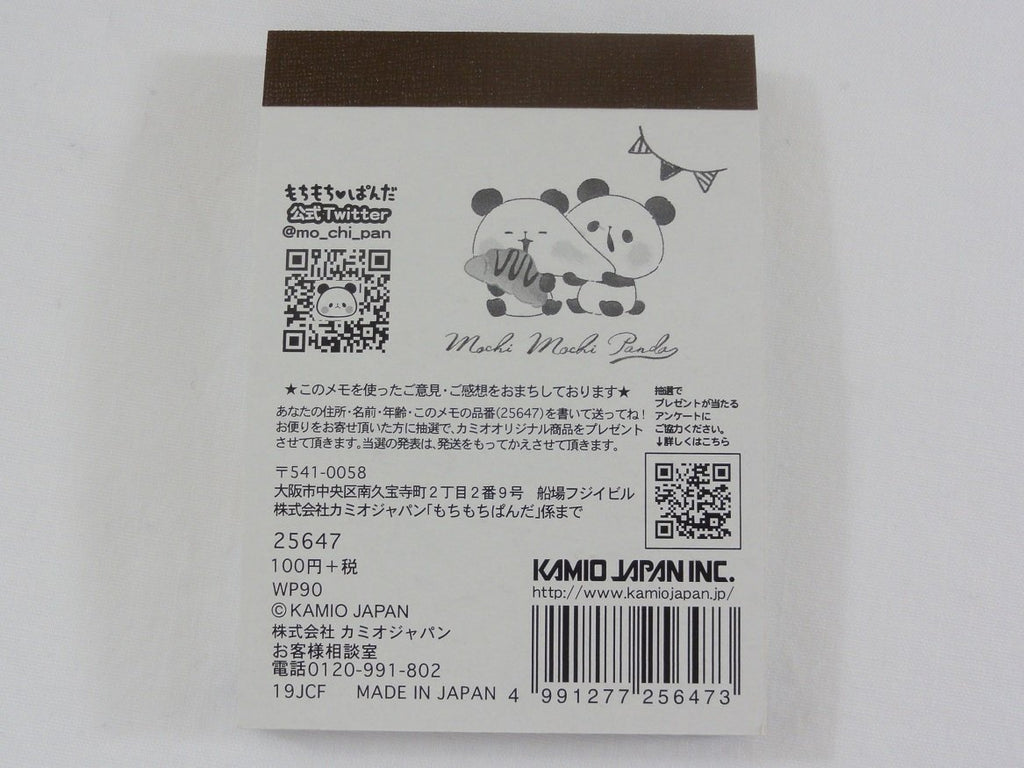 もちもち♥ぱんだ
公式Twitter
@mo_chi_pan
Mochi Mochi Panda
★このメモを使ったご意見・ご感想をおまちしております★
あなたの住所・名前・年齢・このメモの品番(25647)を書いて送ってね!
お便りをお寄せ頂いた方に抽選で、カミオオリジナル商品をプレゼント
させて頂きます。当選の発表は、発送をもってかえさせて頂きます。
抽選で
プレゼントが当たる
アンケートに
ご協力ください。
↓詳しくはこちら
〒541-0058
大阪市中央区南久宝寺町2丁目2番9号 船場フジイビル
株式会社カミオジャパン「もちもちぱんだ」係まで
25647
100円+税
WP90
©KAMIO JAPAN
株式会社 カミオジャパン
お客様相談室
電話0120-991-802
19JCF MADE IN JAPAN
KAMIO JAPAN INC.
http://www.kamiojapan.jp/
4 991277 256473